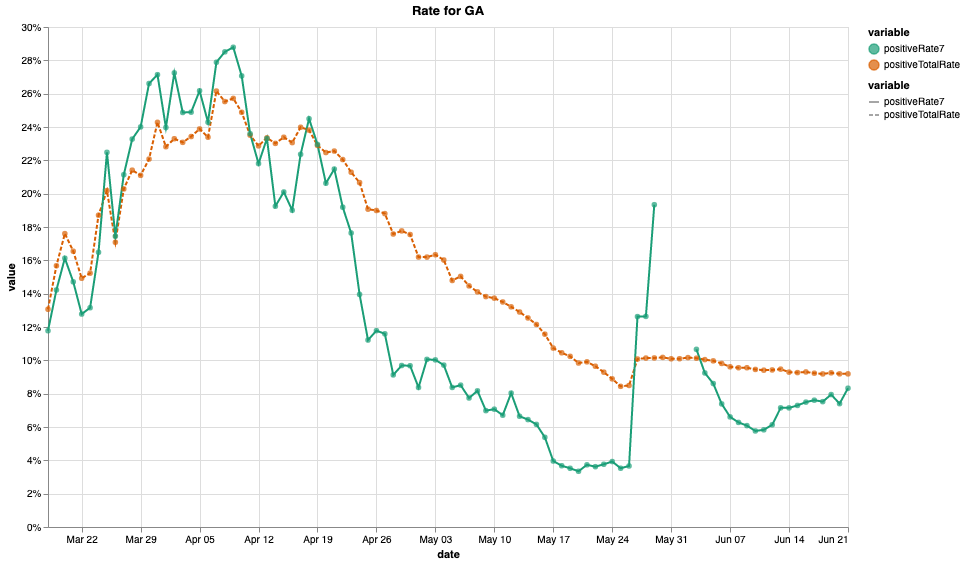 Rate for GA
30%
28%
26%
24%
22%
20%
18%
16%
14%
12%
10%
8%
6%
4%
2%
0%
value
Mar 22 Mar 29 Apr 05 Apr 12 Apr 19 Apr 26 May 03 May 10 May 17 May 24 May 31 Jun 07 Jun 14 Jun 21
date
variable
positiveRate7
positiveTotalRate
variable
positiveRate7
positiveTotalRate